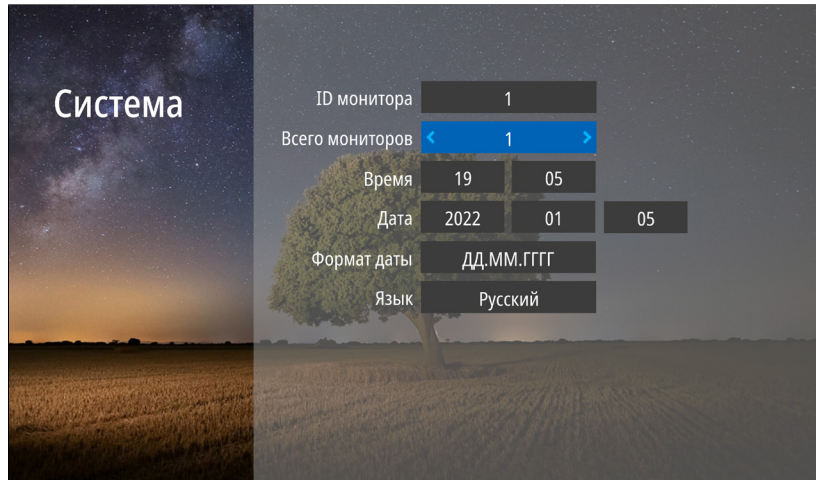 Система
ID монитора 1
Всего мониторов < 1 >
Время 19 05
Дата 2022 01 05
Формат даты ДД.ММ.ГГГГ
Язык Русский